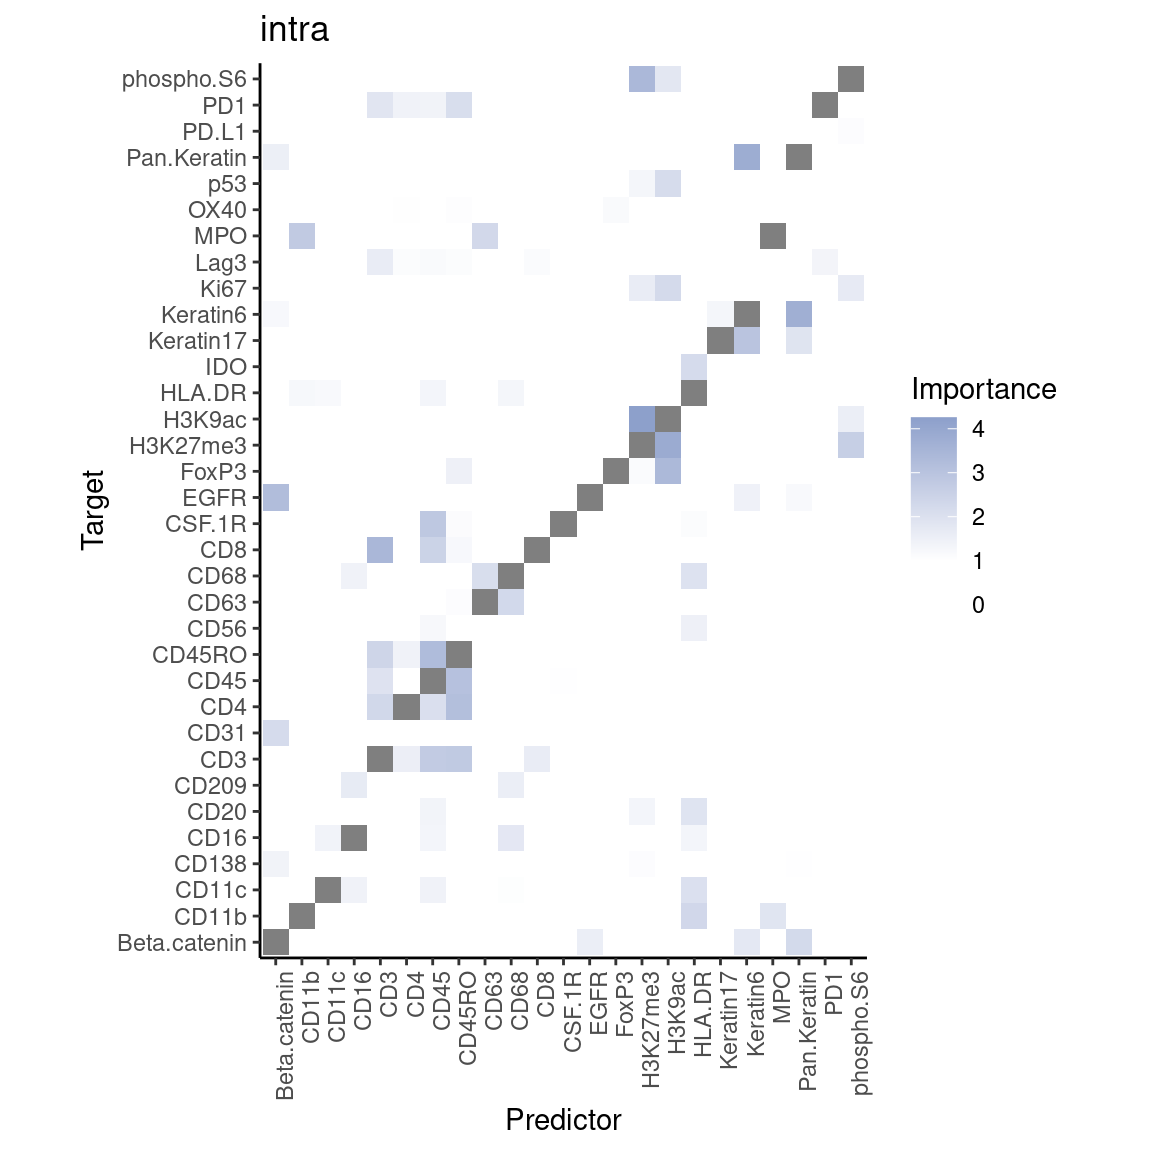 intra
phospho.S6
PD1
PD.L1
Pan.Keratin
p53
OX40
MPO
Lag3
Ki67
Keratin6
Keratin17
IDO
HLA.DR
H3K9ac
H3K27me3
FoxP3
EGFR
CSF.1R
CD8
CD68
CD63
CD56
CD45RO
CD45
CD4
CD31
CD3
CD209
CD20
CD16
CD138
CD11c
CD11b
Beta.catenin
Target
Beta.catenin
CD11b
CD11c
CD16
CD3
CD4
CD45
CD45RO
CD63
CD68
CD8
CSF.1R
EGFR
FoxP3
H3K27me3
H3K9ac
HLA.DR
Keratin17
Keratin6
MPO
Pan.Keratin
PD1
phospho.S6
Predictor
Importance
4
3
2
1
0